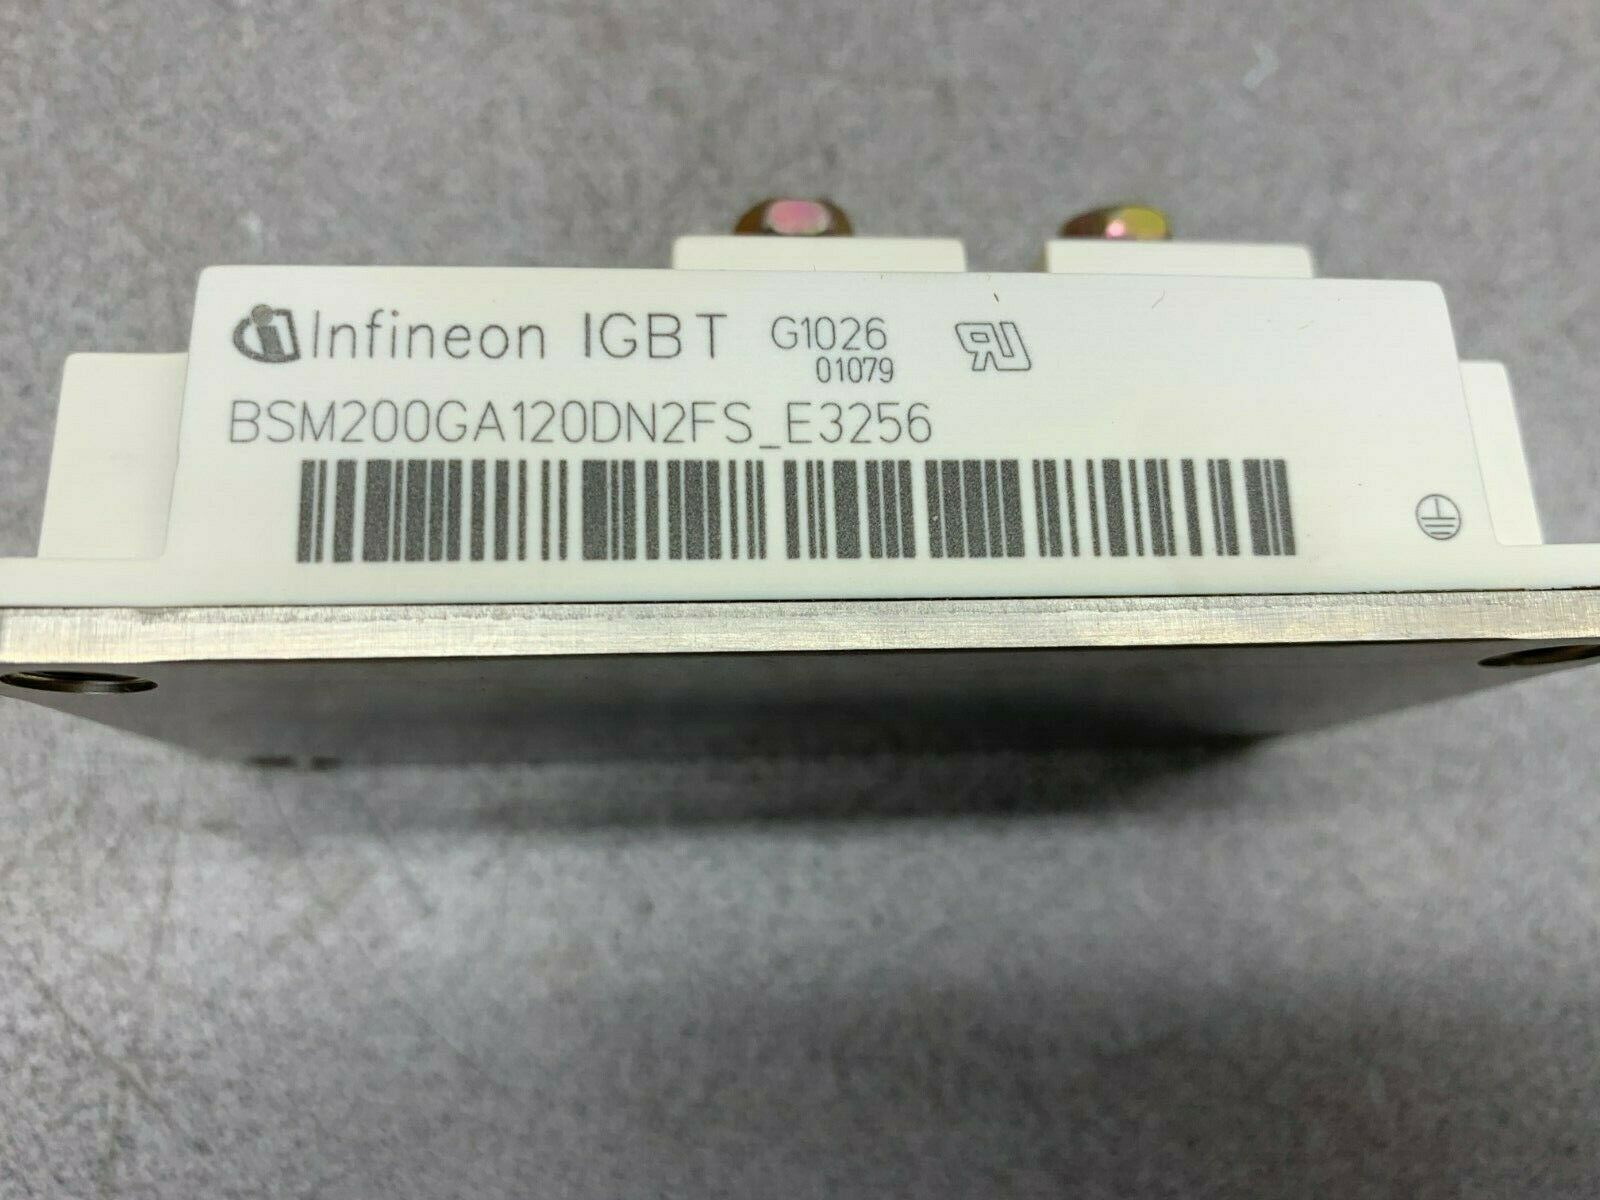 Infineon IGBT G1026
01079
BSM200GA120DN2FS_E3256